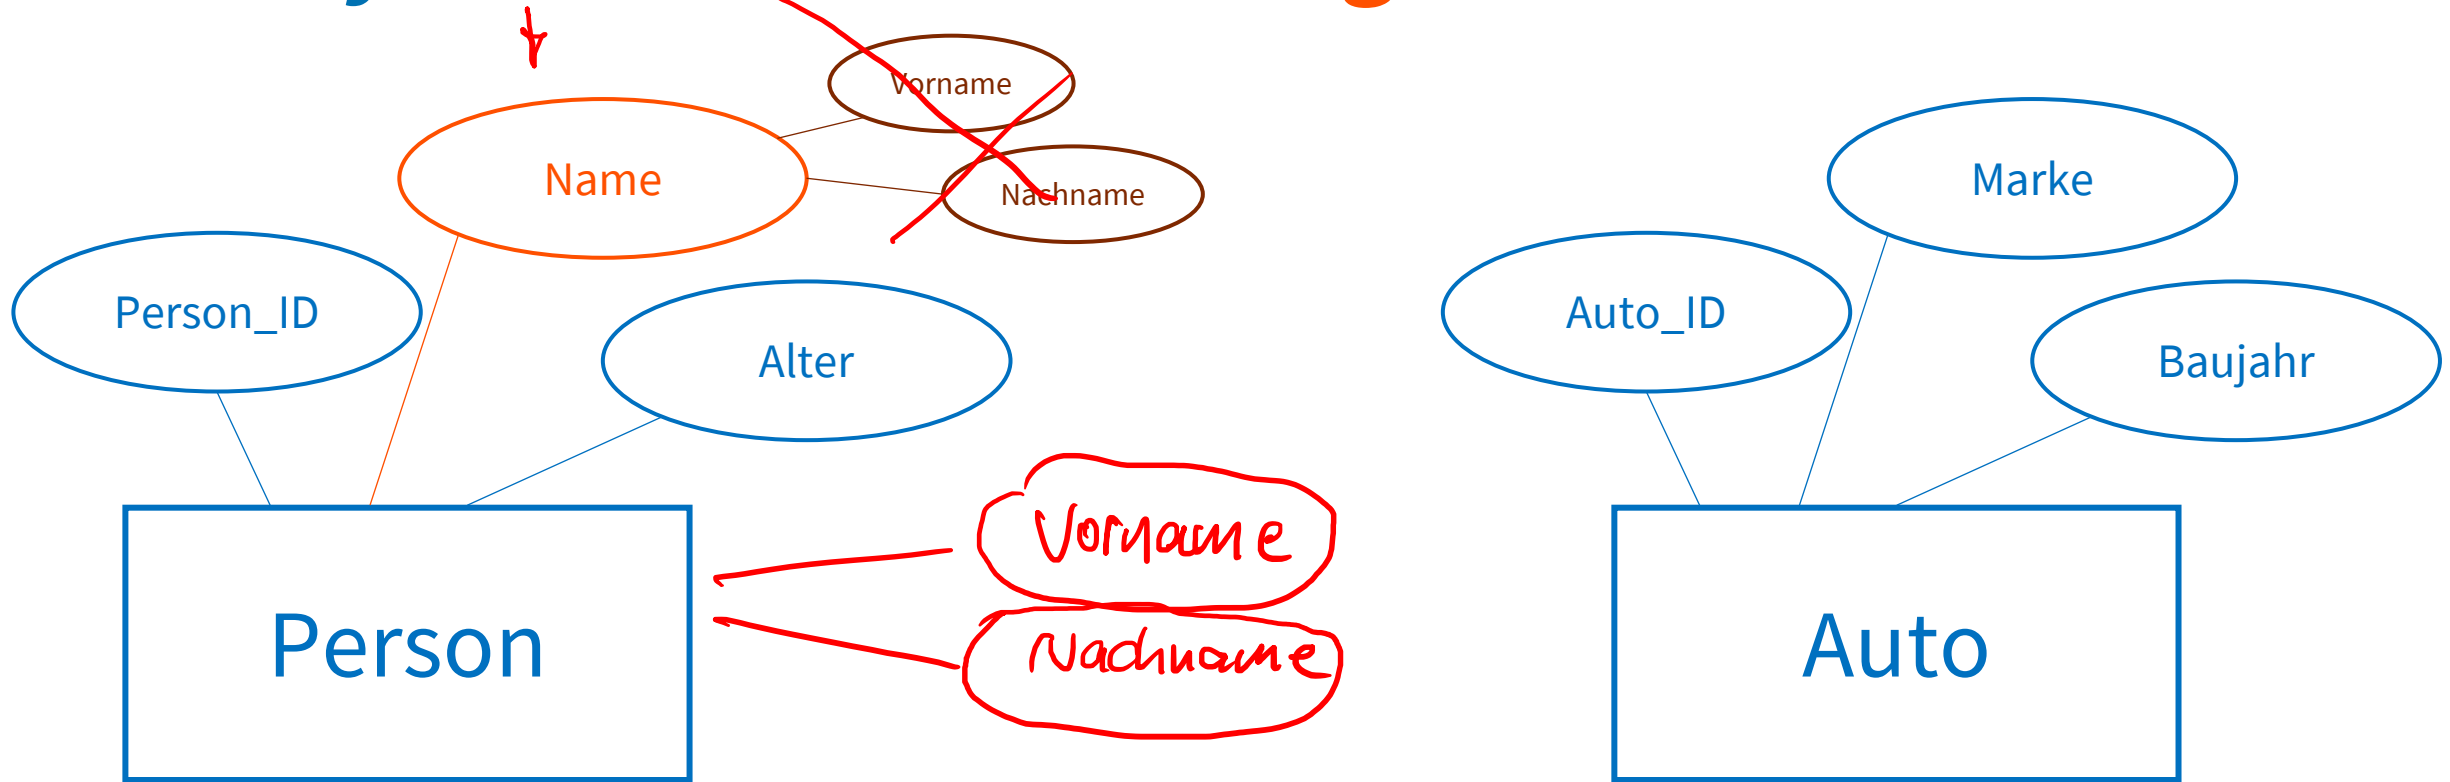 Vorname
Name
Nachname
Marke
Person_ID
Alter
Auto_ID
Baujahr
Vorname
Nachname
Person
Auto